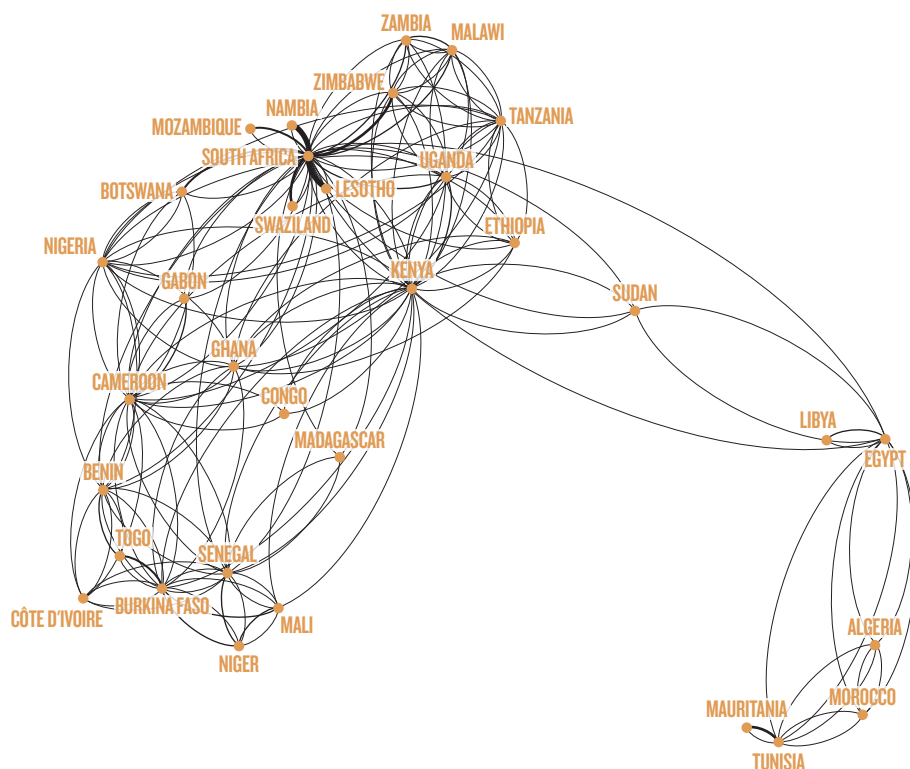 ZAMBIA
MALAWI
ZIMBABWE
NAMBIA
TANZANIA
MOZAMBIQUE
SOUTH AFRICA
UGANDA
BOTSWANA
LESOTHO
SWAZILAND
ETHIOPIA
NIGERIA
KENYA
GABON
SUDAN
GHANA
CAMEROON
CONGO
LIBYA
MADAGASCAR
EGYPT
BENIN
TOGO
SENEGAL
BURKINA FASO
CÔTE D'IVOIRE
MALI
ALGERIA
NIGER
MOROCCO
MAURITANIA
TUNISIA